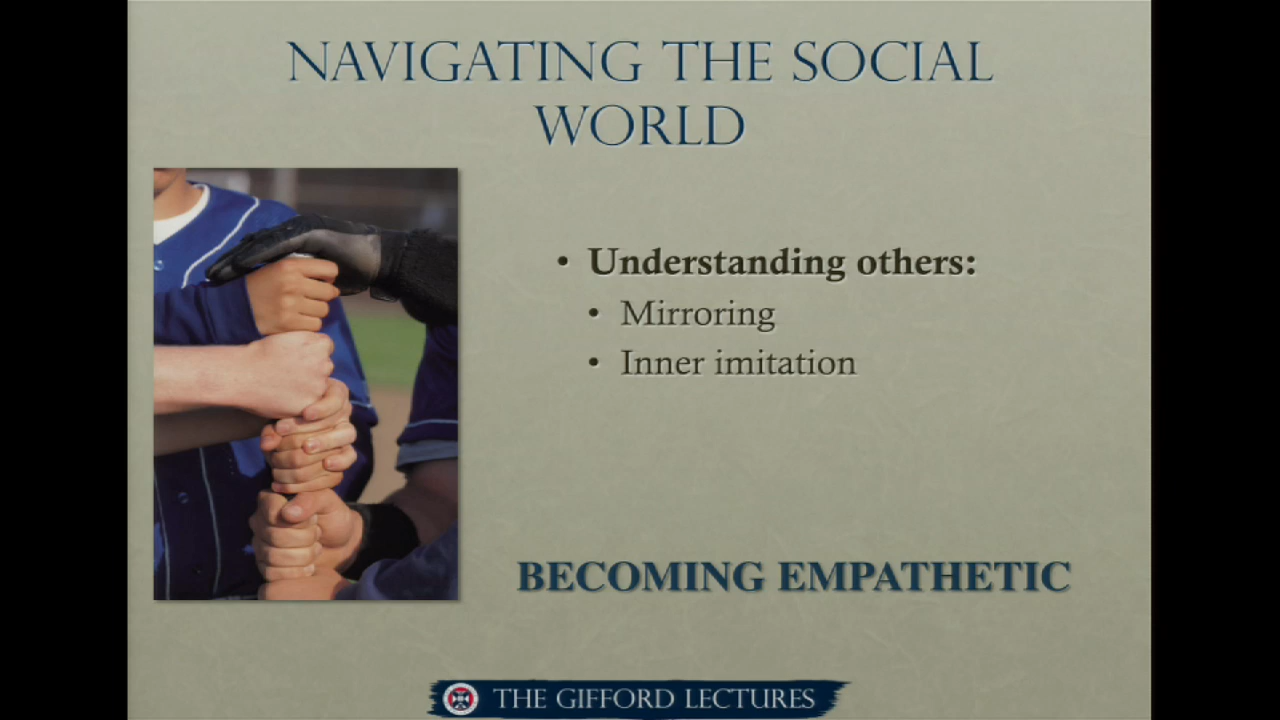 NAVIGATING THE SOCIAL
WORLD
• Understanding others:
• Mirroring
• Inner imitation
BECOMING EMPATHETIC
THE GIFFORD LECTURES